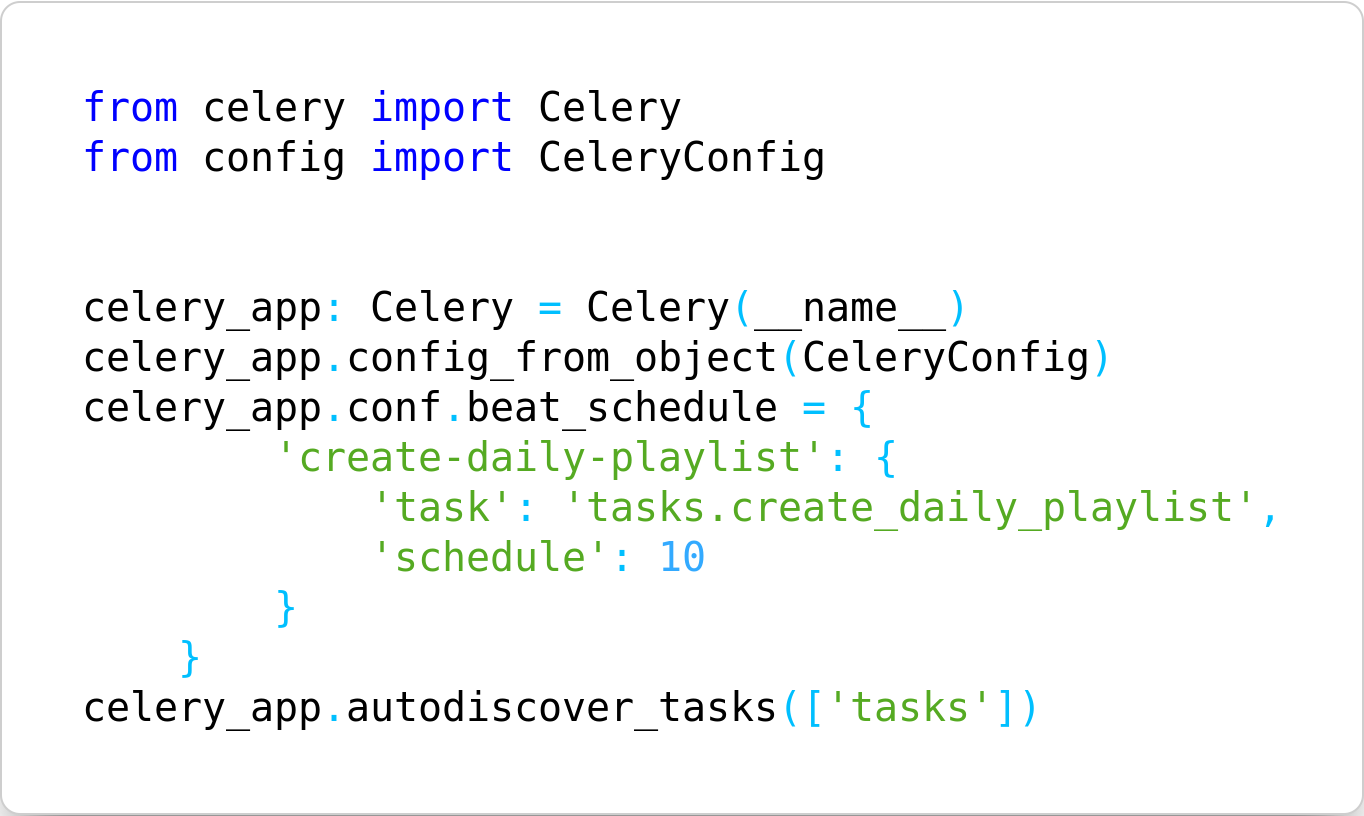 from celery import Celery
from config import CeleryConfig
celery_app: Celery = Celery(__name__)
celery_app.config_from_object(CeleryConfig)
celery_app.conf.beat_schedule = {
        'create-daily-playlist': {
            'task': 'tasks.create_daily_playlist',
            'schedule': 10
        }
    }
celery_app.autodiscover_tasks(['tasks'])